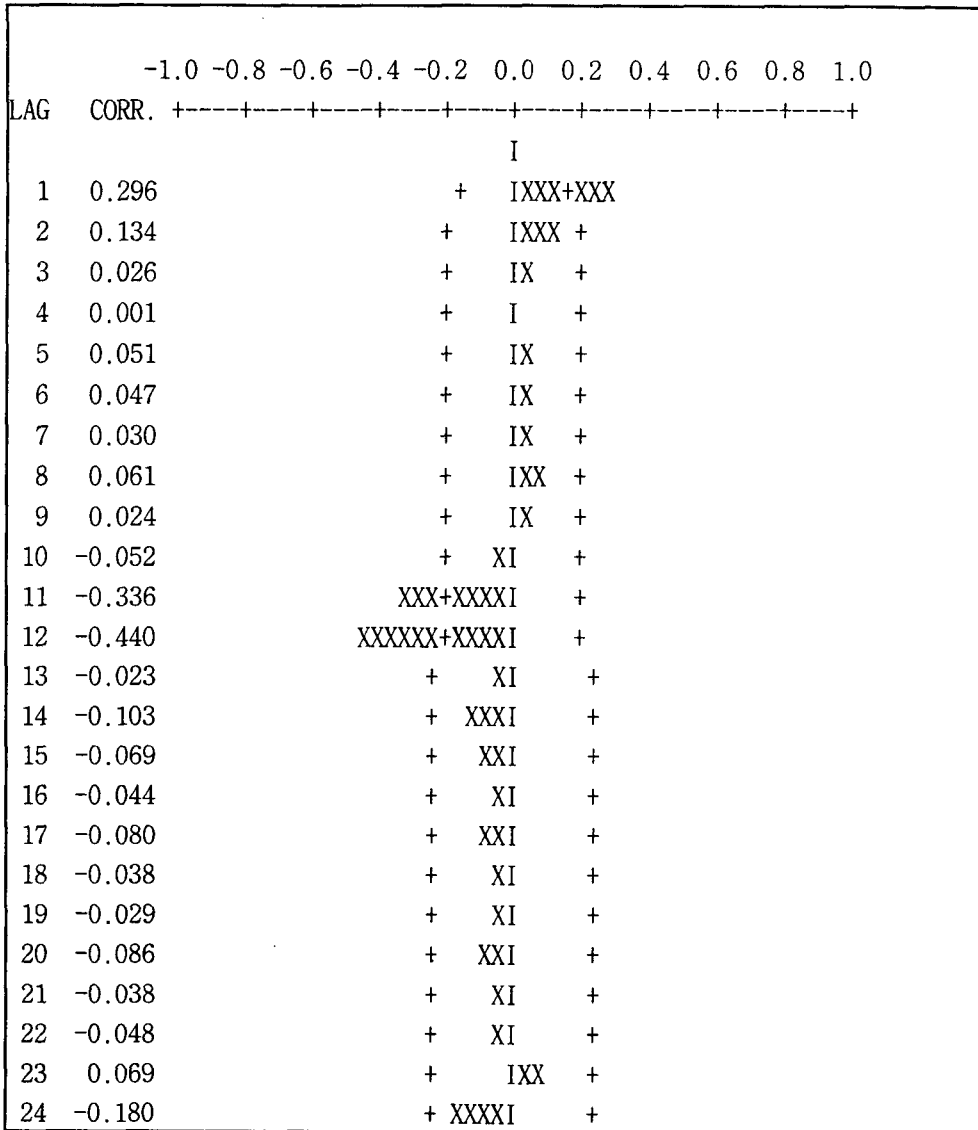 -1.0 -0.8 -0.6 -0.4 -0.2 0.0 0.2 0.4 0.6 0.8 1.0
LAG CORR. +----+----+----+----+----+----+----+----+----+----+
I
1 0.296 + IXXX+XXX
2 0.134 + IXXX +
3 0.026 + IX +
4 0.001 + I +
5 0.051 + IX +
6 0.047 + IX +
7 0.030 + IX +
8 0.061 + IXX +
9 0.024 + IX +
10 -0.052 + XI +
11 -0.336 XXX+XXXXI +
12 -0.440 XXXXXX+XXXXI +
13 -0.023 + XI +
14 -0.103 + XXXI +
15 -0.069 + XXI +
16 -0.044 + XI +
17 -0.080 + XXI +
18 -0.038 + XI +
19 -0.029 + XI +
20 -0.086 + XXI +
21 -0.038 + XI +
22 -0.048 + XI +
23 0.069 + IXX +
24 -0.180 + XXXXI +